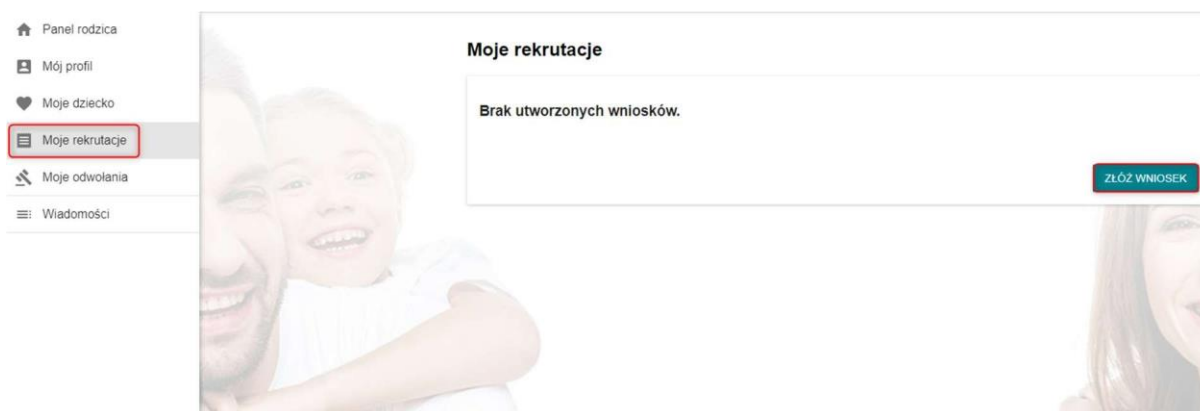 Panel rodzica
Mój profil
Moje dziecko
Moje rekrutacje
Moje odwołania
Wiadomości
Moje rekrutacje
Brak utworzonych wniosków.
ZŁÓŻ WNIOSEK